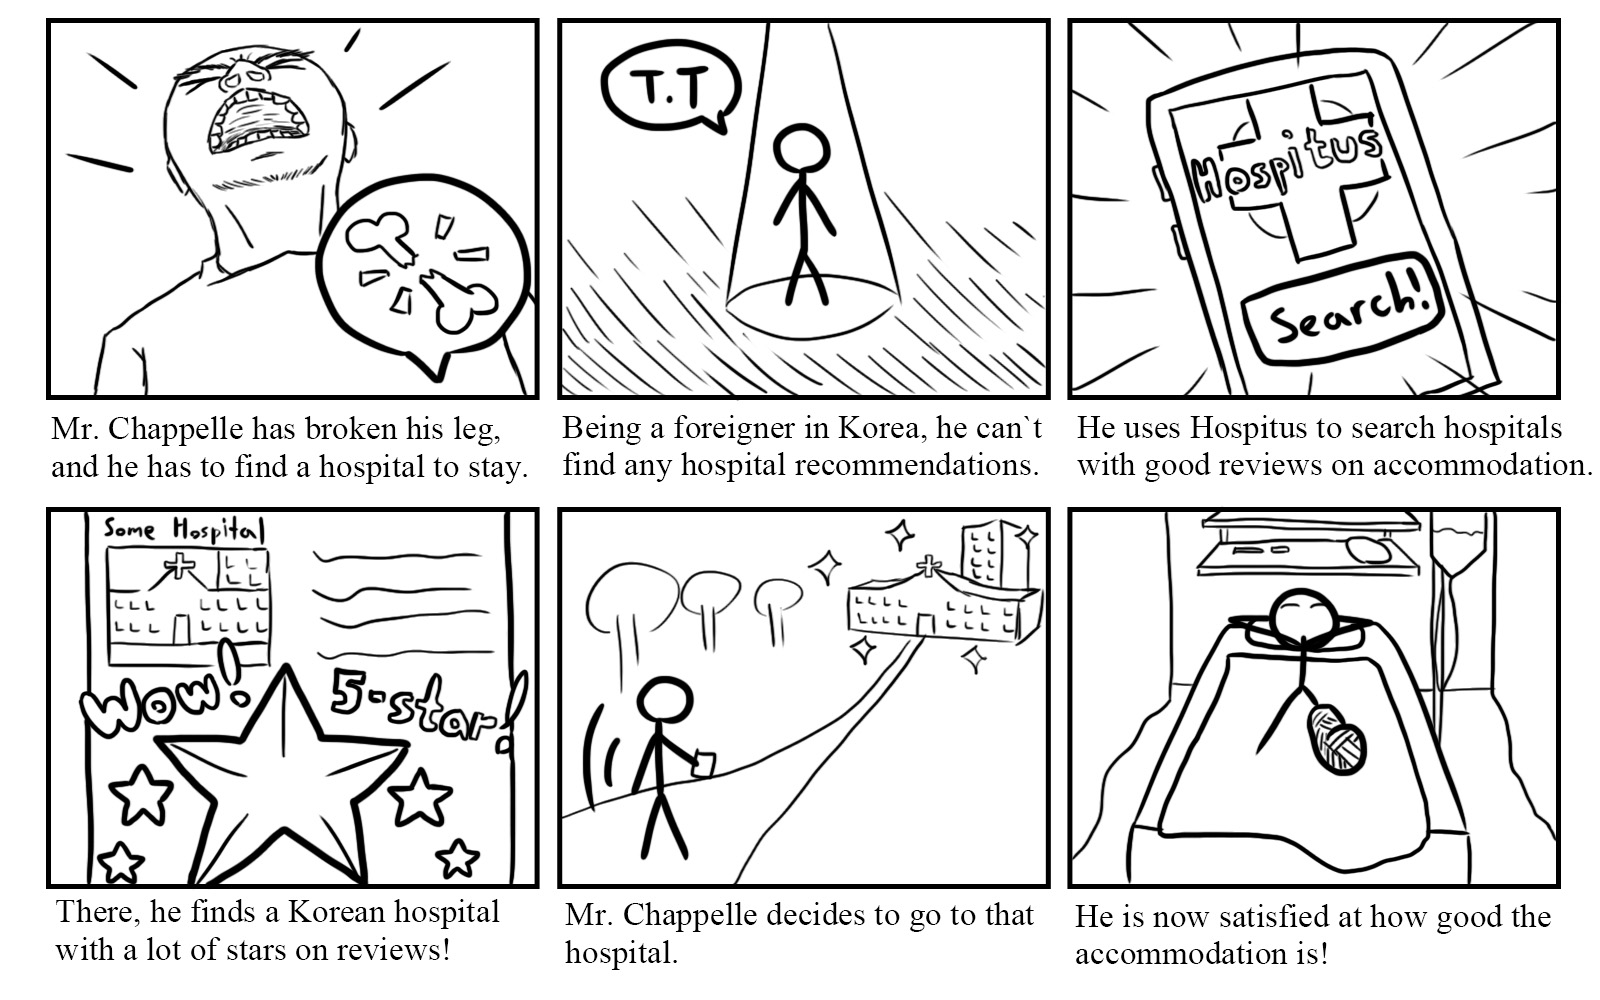 T.T
Hospitus
Search!
Mr. Chappelle has broken his leg,
and he has to find a hospital to stay.
Being a foreigner in Korea, he can`t
find any hospital recommendations.
He uses Hospitus to search hospitals
with good reviews on accommodation.
Some Hospital
Wow!
5-star!
There, he finds a Korean hospital
with a lot of stars on reviews!
Mr. Chappelle decides to go to that
hospital.
He is now satisfied at how good the
accommodation is!